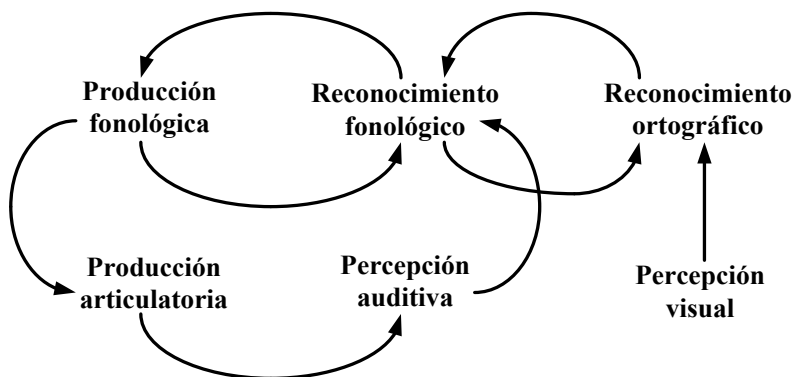 Producción
fonológica
Reconocimiento
fonológico
Reconocimiento
ortográfico
Producción
articulatoria
Percepción
auditiva
Percepción
visual